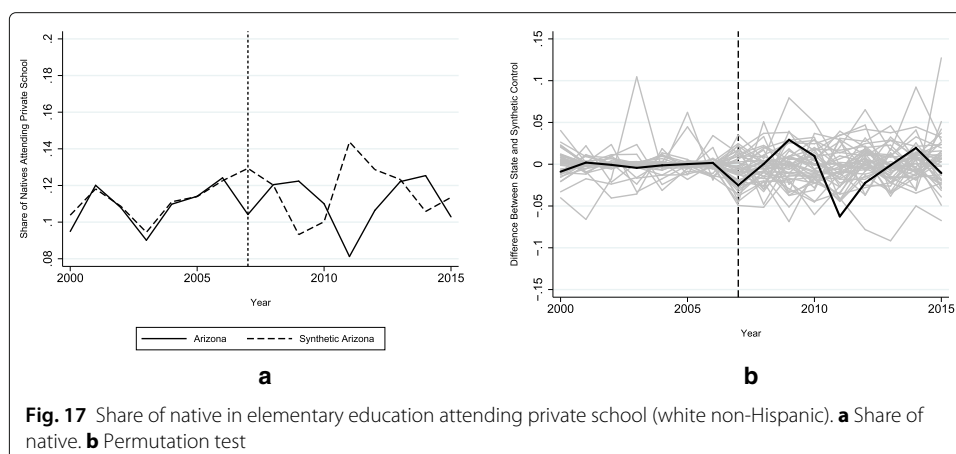 Share of Natives Attending Private School
.2
.18
.16
.14
.12
.1
.08
2000
2005
2010
2015
Year
Arizona
Synthetic Arizona
a
Difference Between State and Synthetic Control
.15
.1
.05
0
-.05
-.1
-.15
2000
2005
2010
2015
Year
b
Fig. 17 Share of native in elementary education attending private school (white non-Hispanic). a Share of
native. b Permutation test